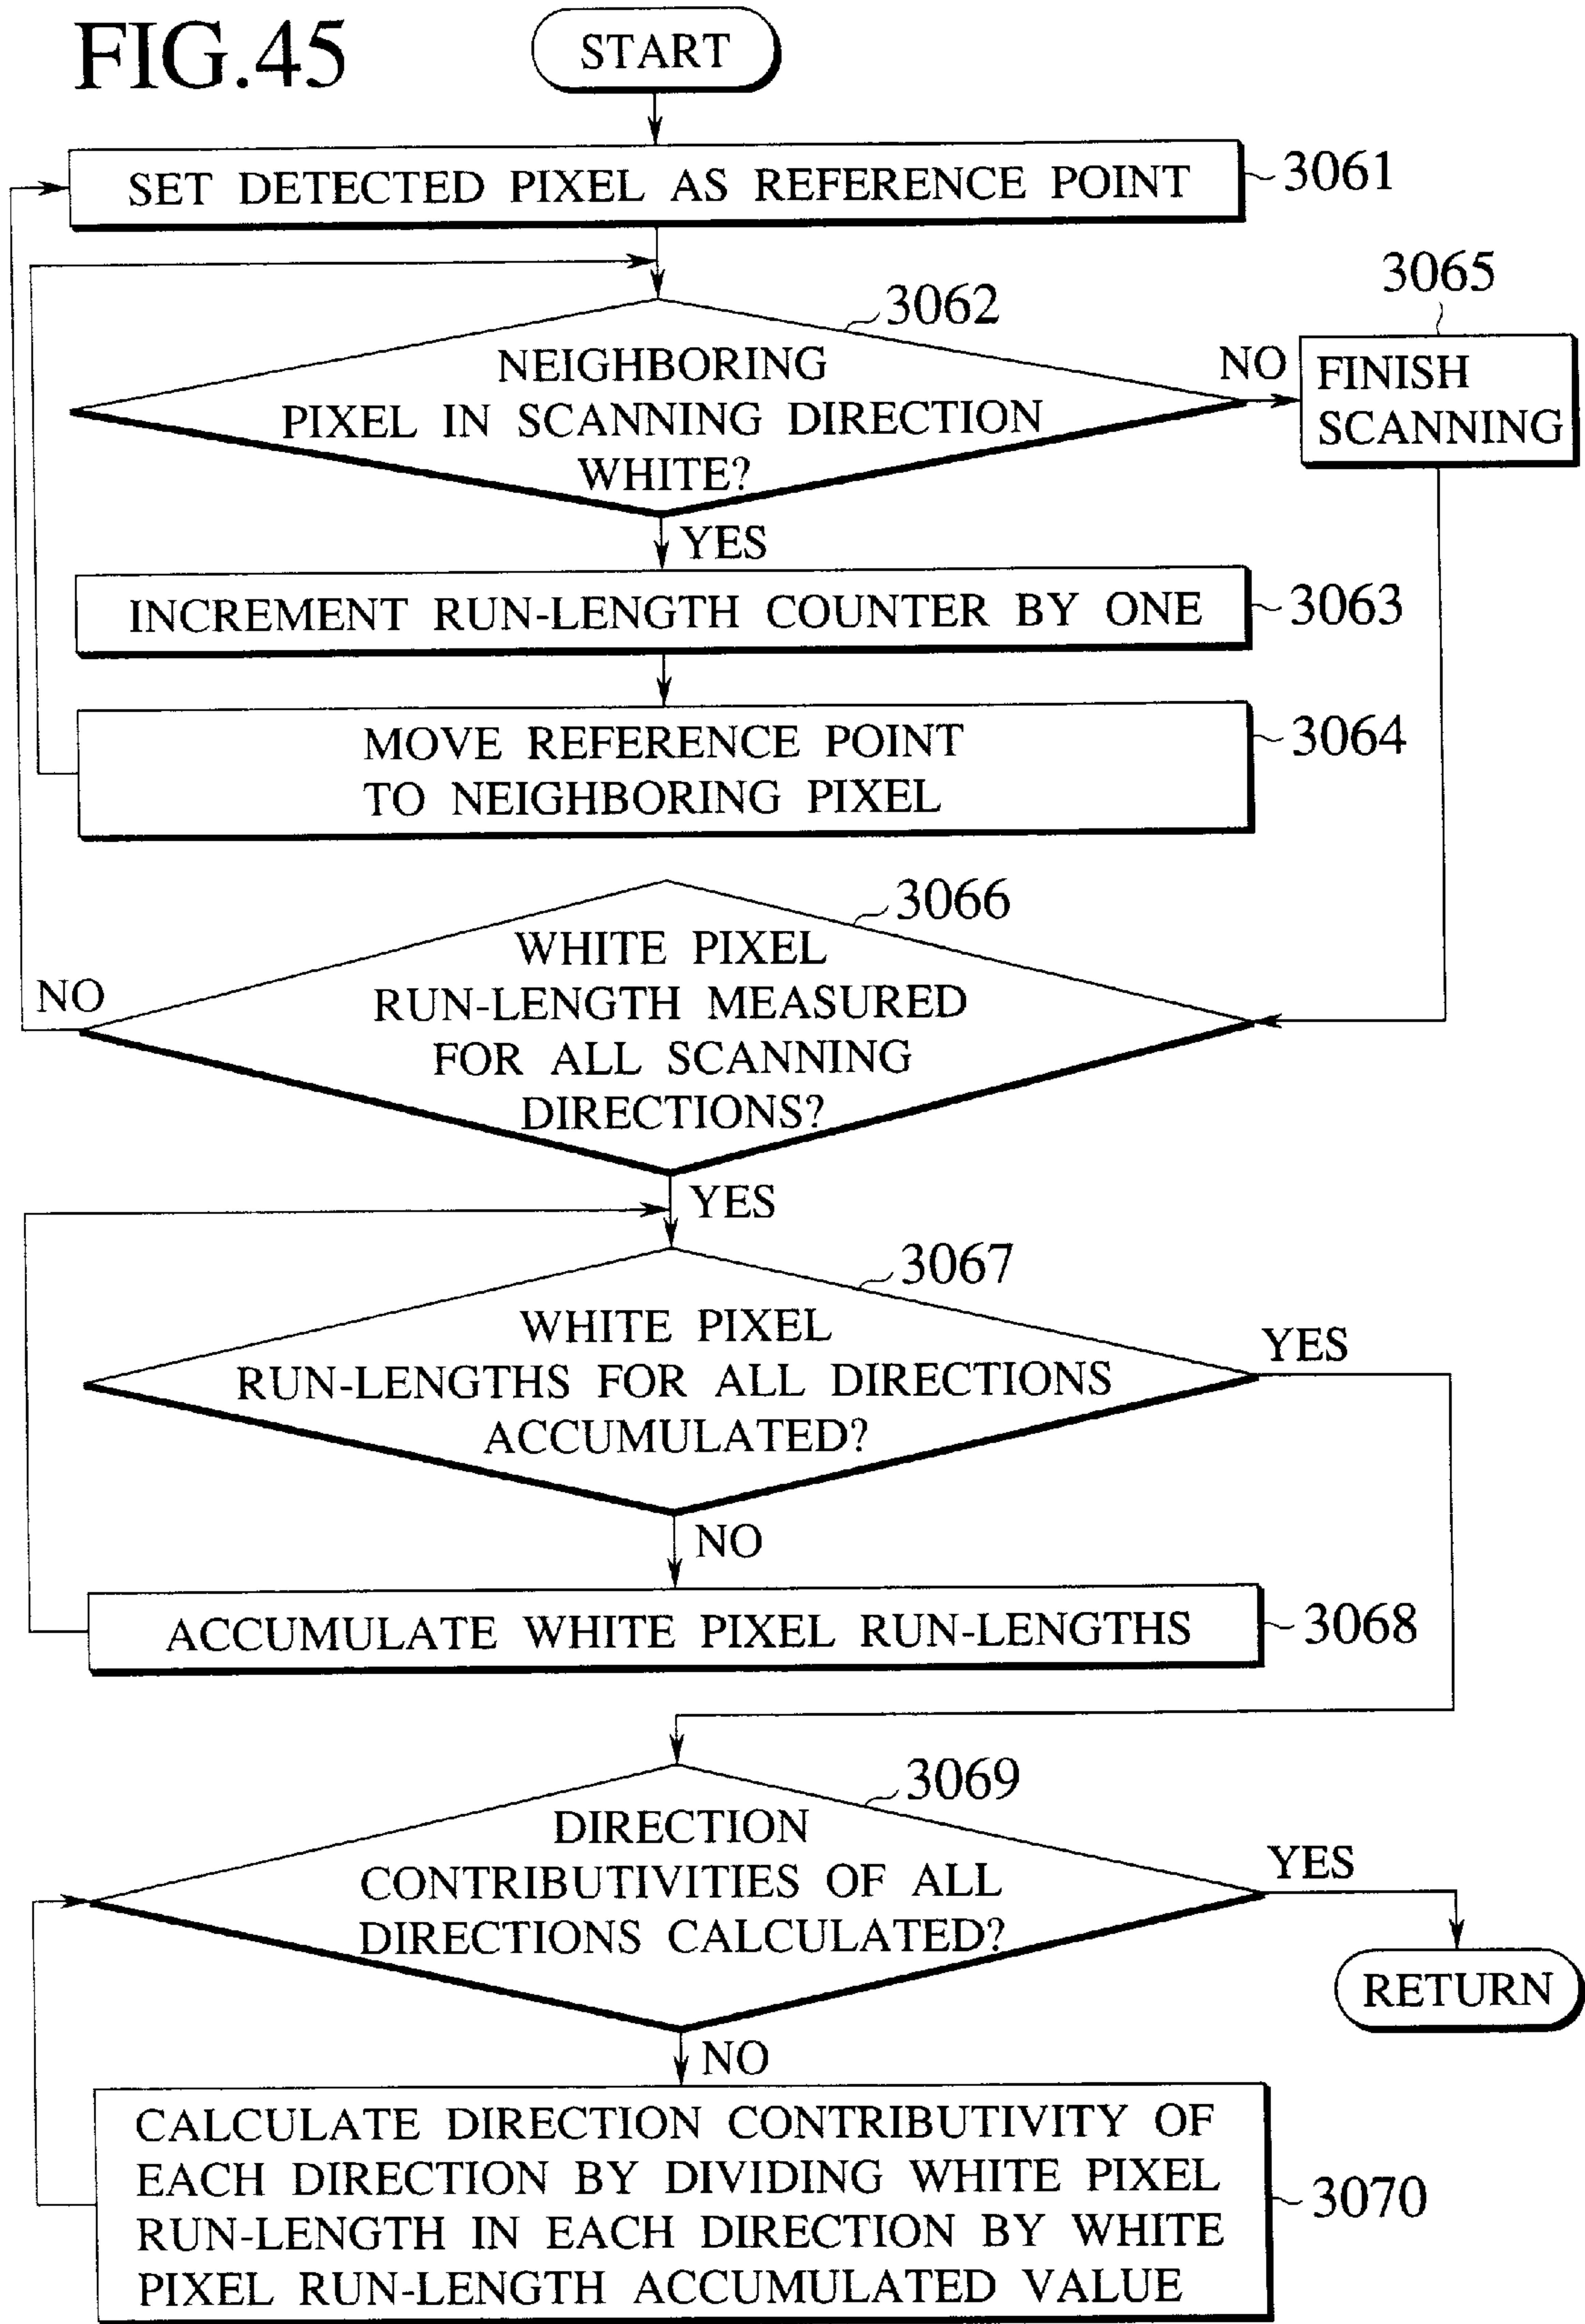 FIG.45
START
SET DETECTED PIXEL AS REFERENCE POINT
3061
3062
NEIGHBORING
PIXEL IN SCANNING DIRECTION
WHITE?
NO
3065
FINISH
SCANNING
YES
INCREMENT RUN-LENGTH COUNTER BY ONE
3063
MOVE REFERENCE POINT
TO NEIGHBORING PIXEL
3064
3066
WHITE PIXEL
RUN-LENGTH MEASURED
FOR ALL SCANNING
DIRECTIONS?
NO
YES
3067
WHITE PIXEL
RUN-LENGTHS FOR ALL DIRECTIONS
ACCUMULATED?
YES
NO
ACCUMULATE WHITE PIXEL RUN-LENGTHS
3068
3069
DIRECTION
CONTRIBUTIVITIES OF ALL
DIRECTIONS CALCULATED?
YES
RETURN
NO
CALCULATE DIRECTION CONTRIBUTIVITY OF
EACH DIRECTION BY DIVIDING WHITE PIXEL
RUN-LENGTH IN EACH DIRECTION BY WHITE
PIXEL RUN-LENGTH ACCUMULATED VALUE
3070